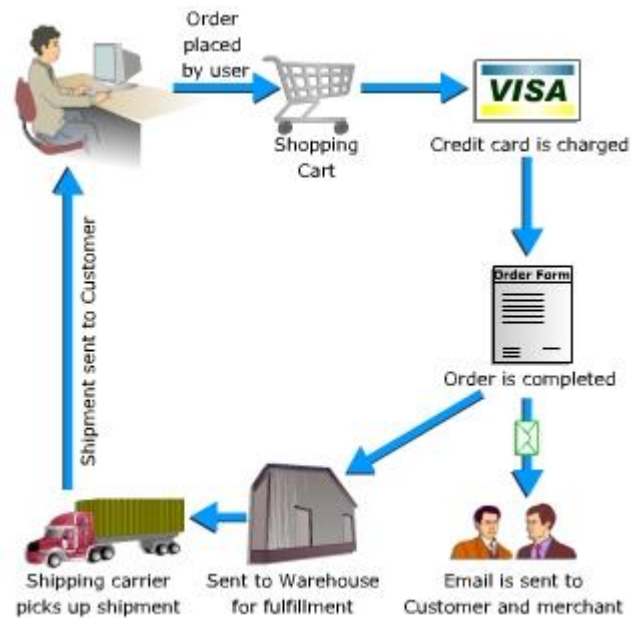 Order
placed
by user
Shopping
Cart
VISA
Credit card is charged
Order Form
Order is completed
Email is sent to
Customer and merchant
Sent to Warehouse
for fulfillment
Shipping carrier
picks up shipment
Shipment sent to Customer